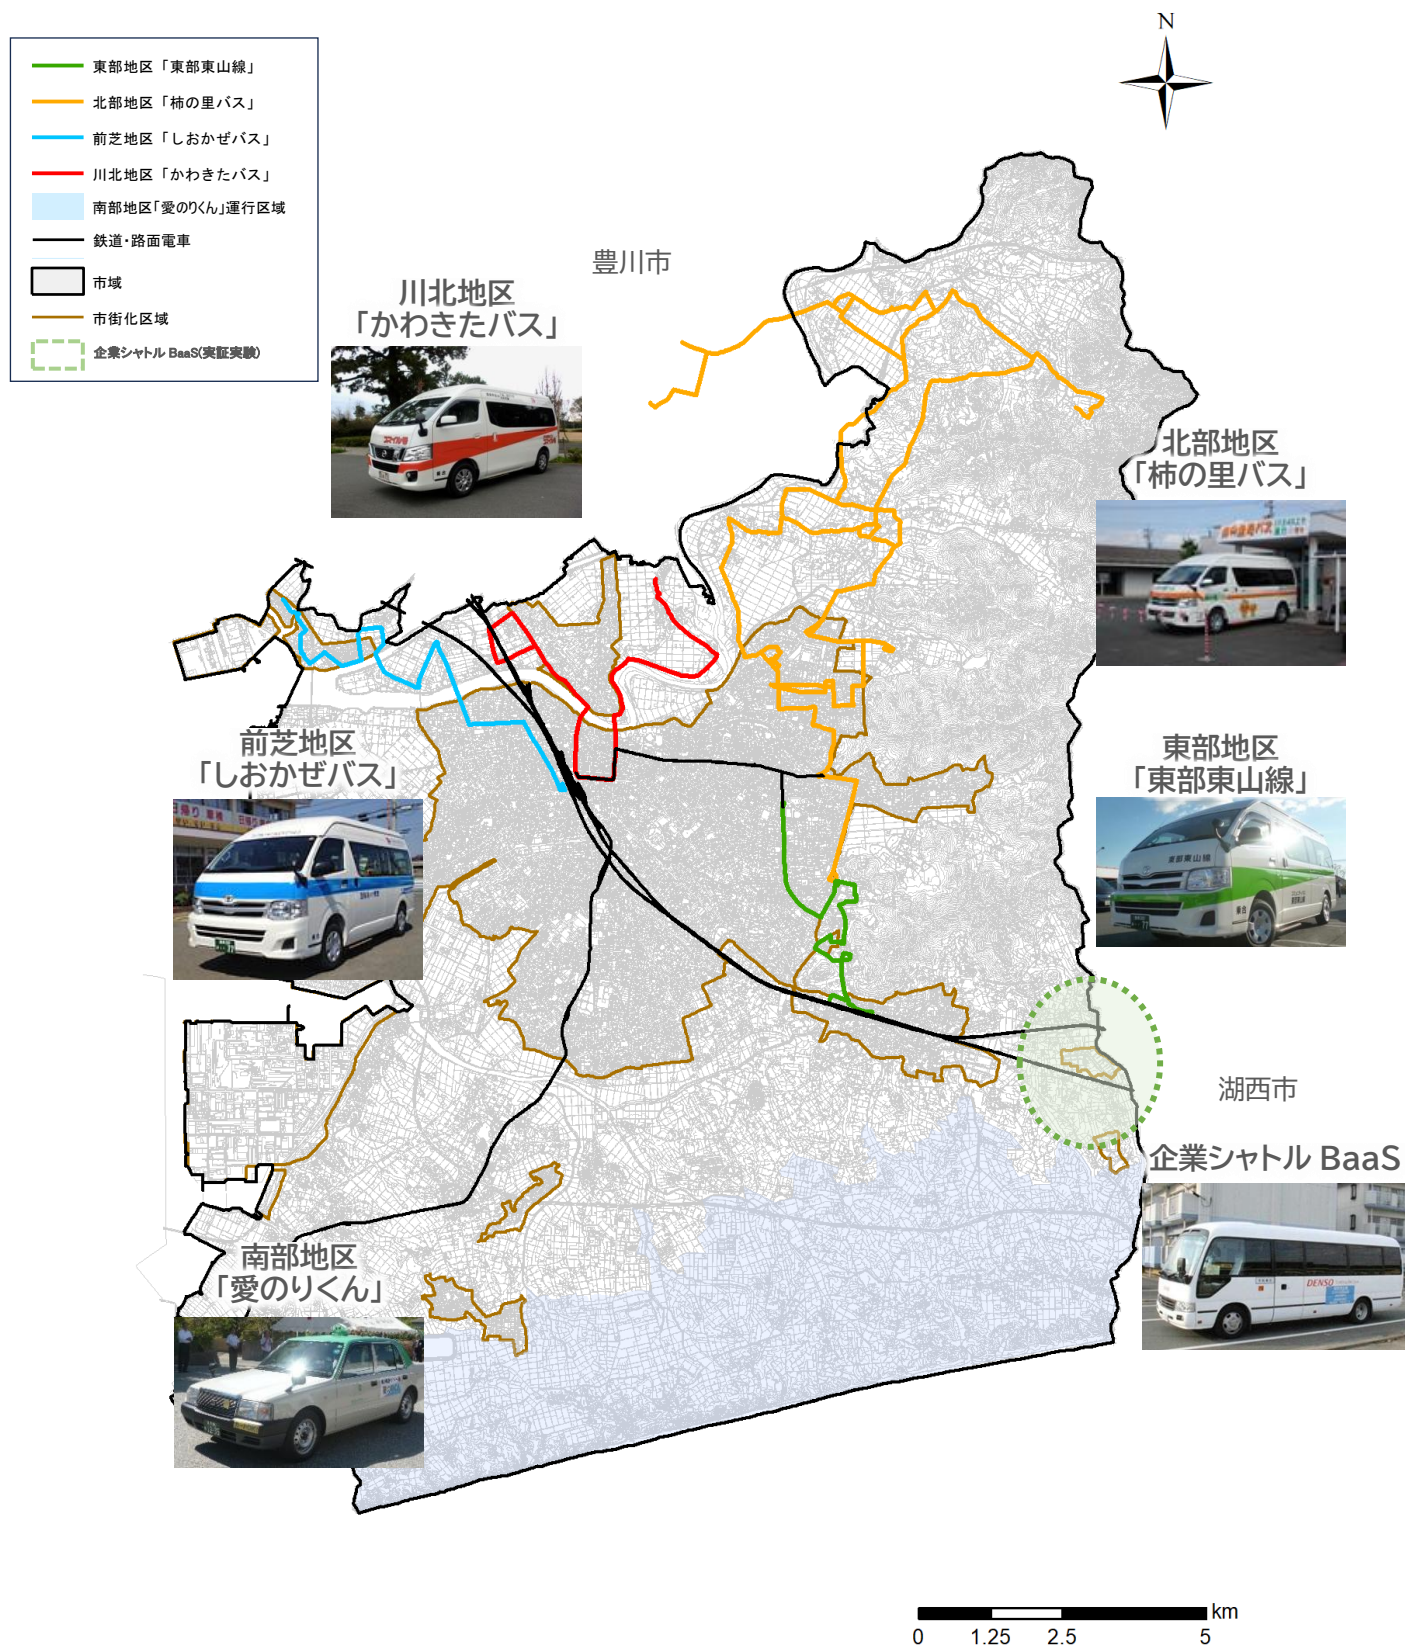 N
東部地区「東部東山線」
北部地区「柿の里バス」
前芝地区「しおかぜバス」
川北地区「かわきたバス」
南部地区「愛のりくん」運行区域
鉄道・路面電車
市域
市街化区域
企業シャトル BaaS(実証実験)
豊川市
川北地区
「かわきたバス」
北部地区
「柿の里バス」
前芝地区
「しおかぜバス」
東部地区
「東部東山線」
東部東山線
湖西市
企業シャトル BaaS
DENSO
南部地区
「愛のりくん」
km
0 1.25 2.5 5